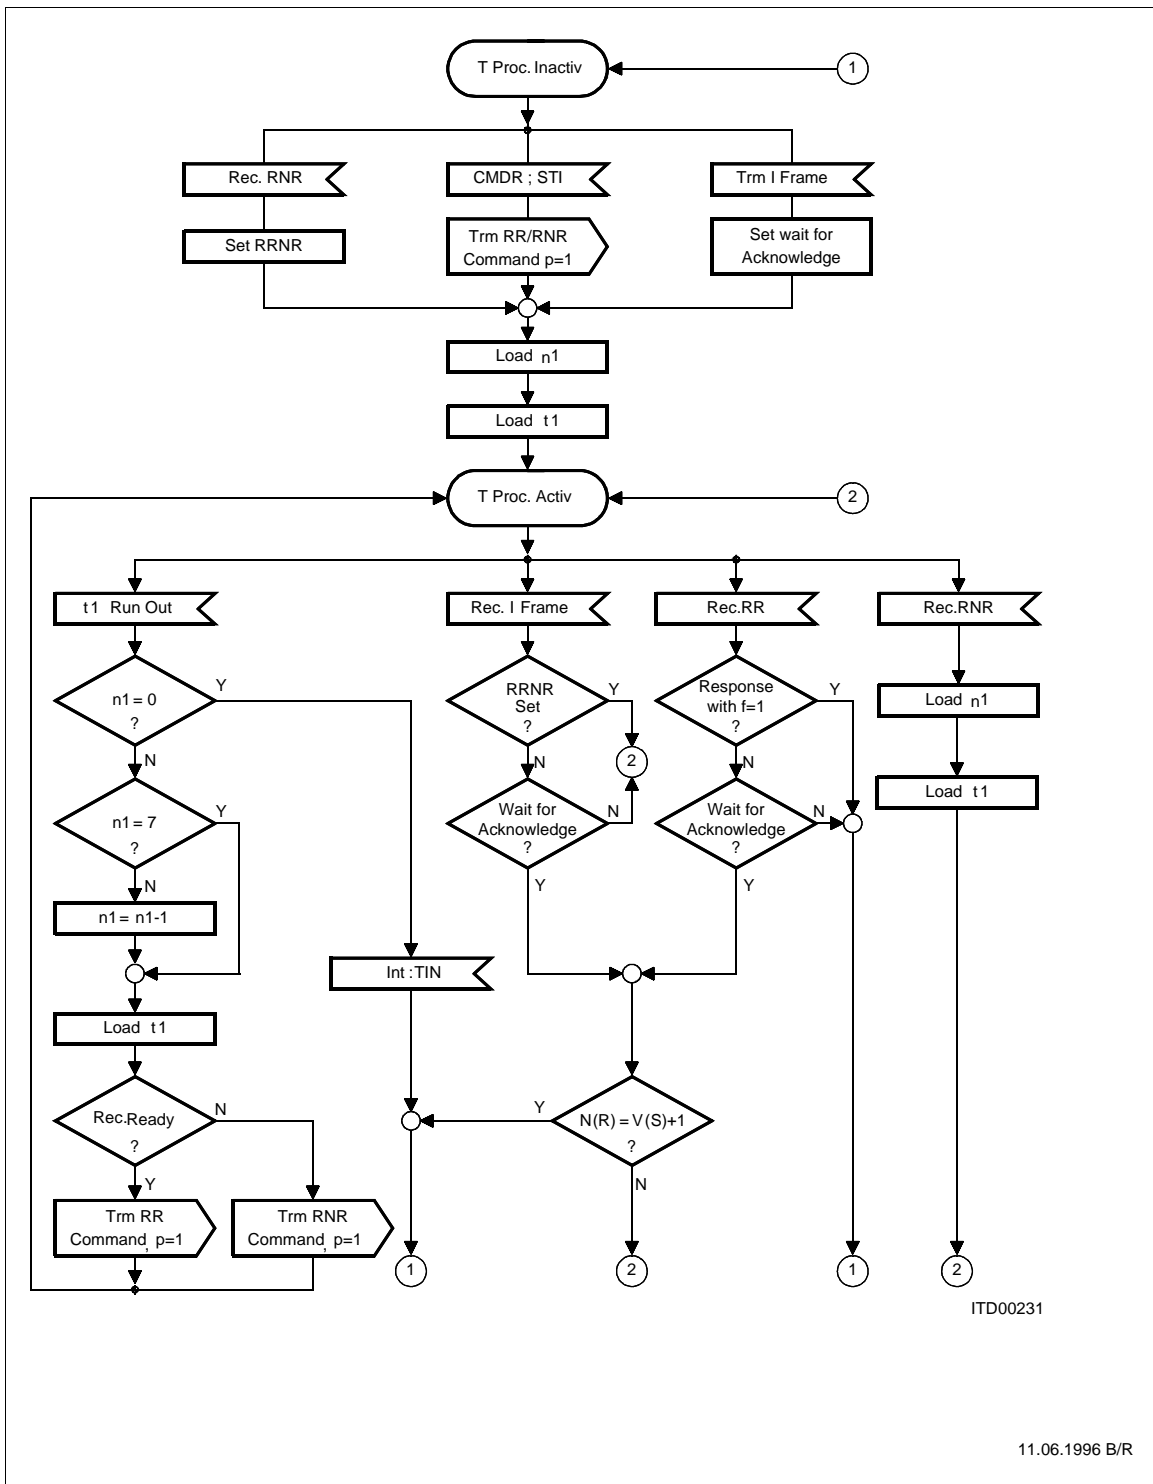 T Proc. Inactiv
1
Rec. RNR
CMDR ; STI
Trm I Frame
Set RRNR
Trm RR/RNR
Command p=1
Set wait for
Acknowledge
Load n1
Load t1
T Proc. Activ
2
t1 Run Out
Rec. I Frame
Rec.RR
Rec.RNR
n1 = 0
?
Y
N
RRNR
Set
?
Y
N
Response
with f=1
?
Y
N
Load n1
2
n1 = 7
?
Y
N
Wait for
Acknowledge
?
N
Y
Wait for
Acknowledge
?
N
Y
Load t1
n1 = n1-1
Int : TIN
Load t1
Rec.Ready
?
N
Y
N(R) = V(S)+1
?
Y
N
Trm RR
Command, p=1
Trm RNR
Command, p=1
1
2
1
2
ITD00231
11.06.1996 B/R